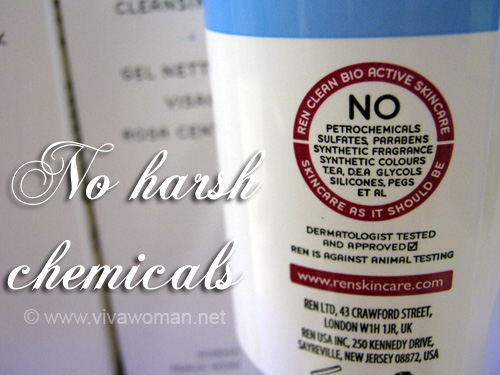 CLEANSIN
GEL NETT
VISA
ROSA CENT
No harsh
chemicals
© www.vivawoman.net
REN CLEAN BIO ACTIVE SKINCARE
NO
PETROCHEMICALS
SULFATES, PARABENS
SYNTHETIC FRAGRANCE
SYNTHETIC COLOURS
T.E.A, D.E.A GLYCOLS
SILICONES, PEGS
ET AL
SKINCARE AS IT SHOULD BE
DERMATOLOGIST TESTED
AND APPROVED ☑
REN IS AGAINST ANIMAL TESTING
www.renskincare.com
REN LTD, 43 CRAWFORD STREET,
LONDON W1H 1JR, UK
REN USA INC, 250 KENNEDY DRIVE,
SAYREVILLE, NEW JERSEY 08872, USA